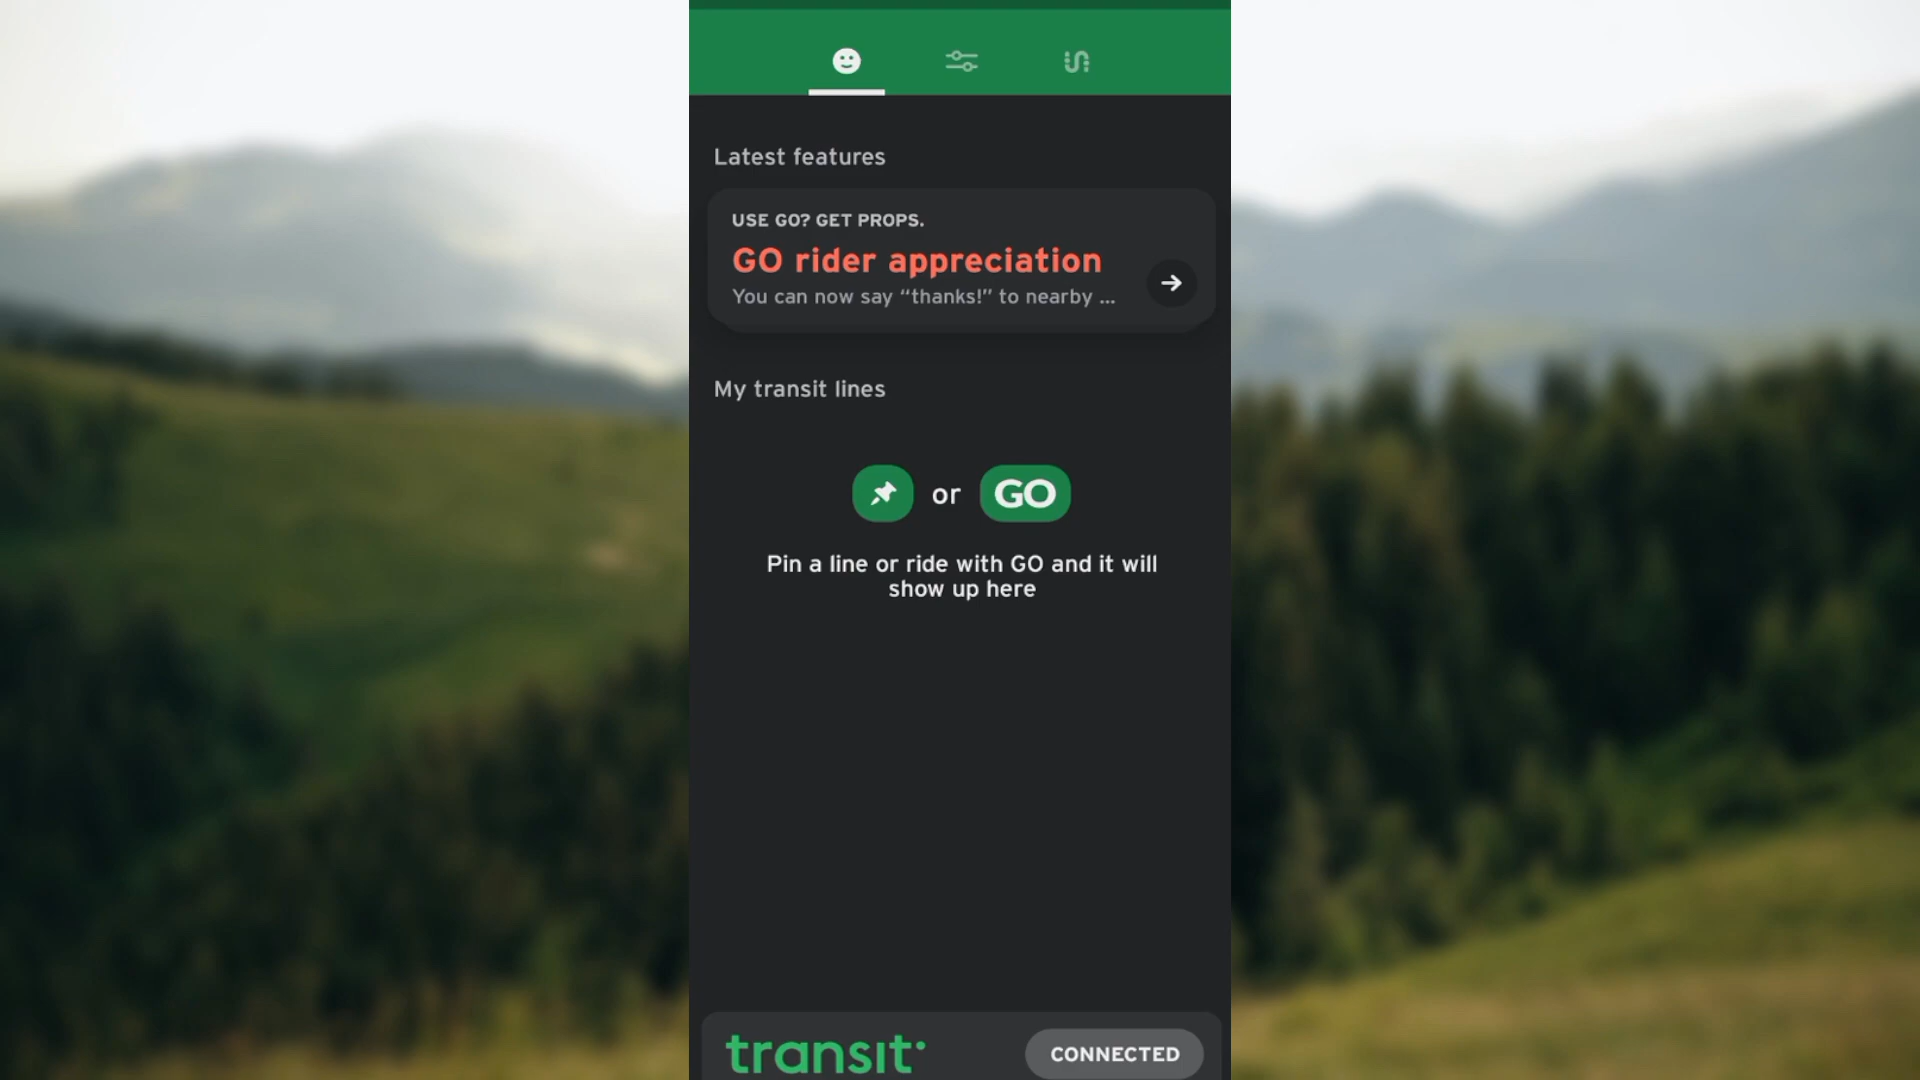 Latest features
USE GO? GET PROPS.
GO rider appreciation
You can now say “thanks!” to nearby ...
My transit lines
or GO
Pin a line or ride with GO and it will
show up here
transit CONNECTED